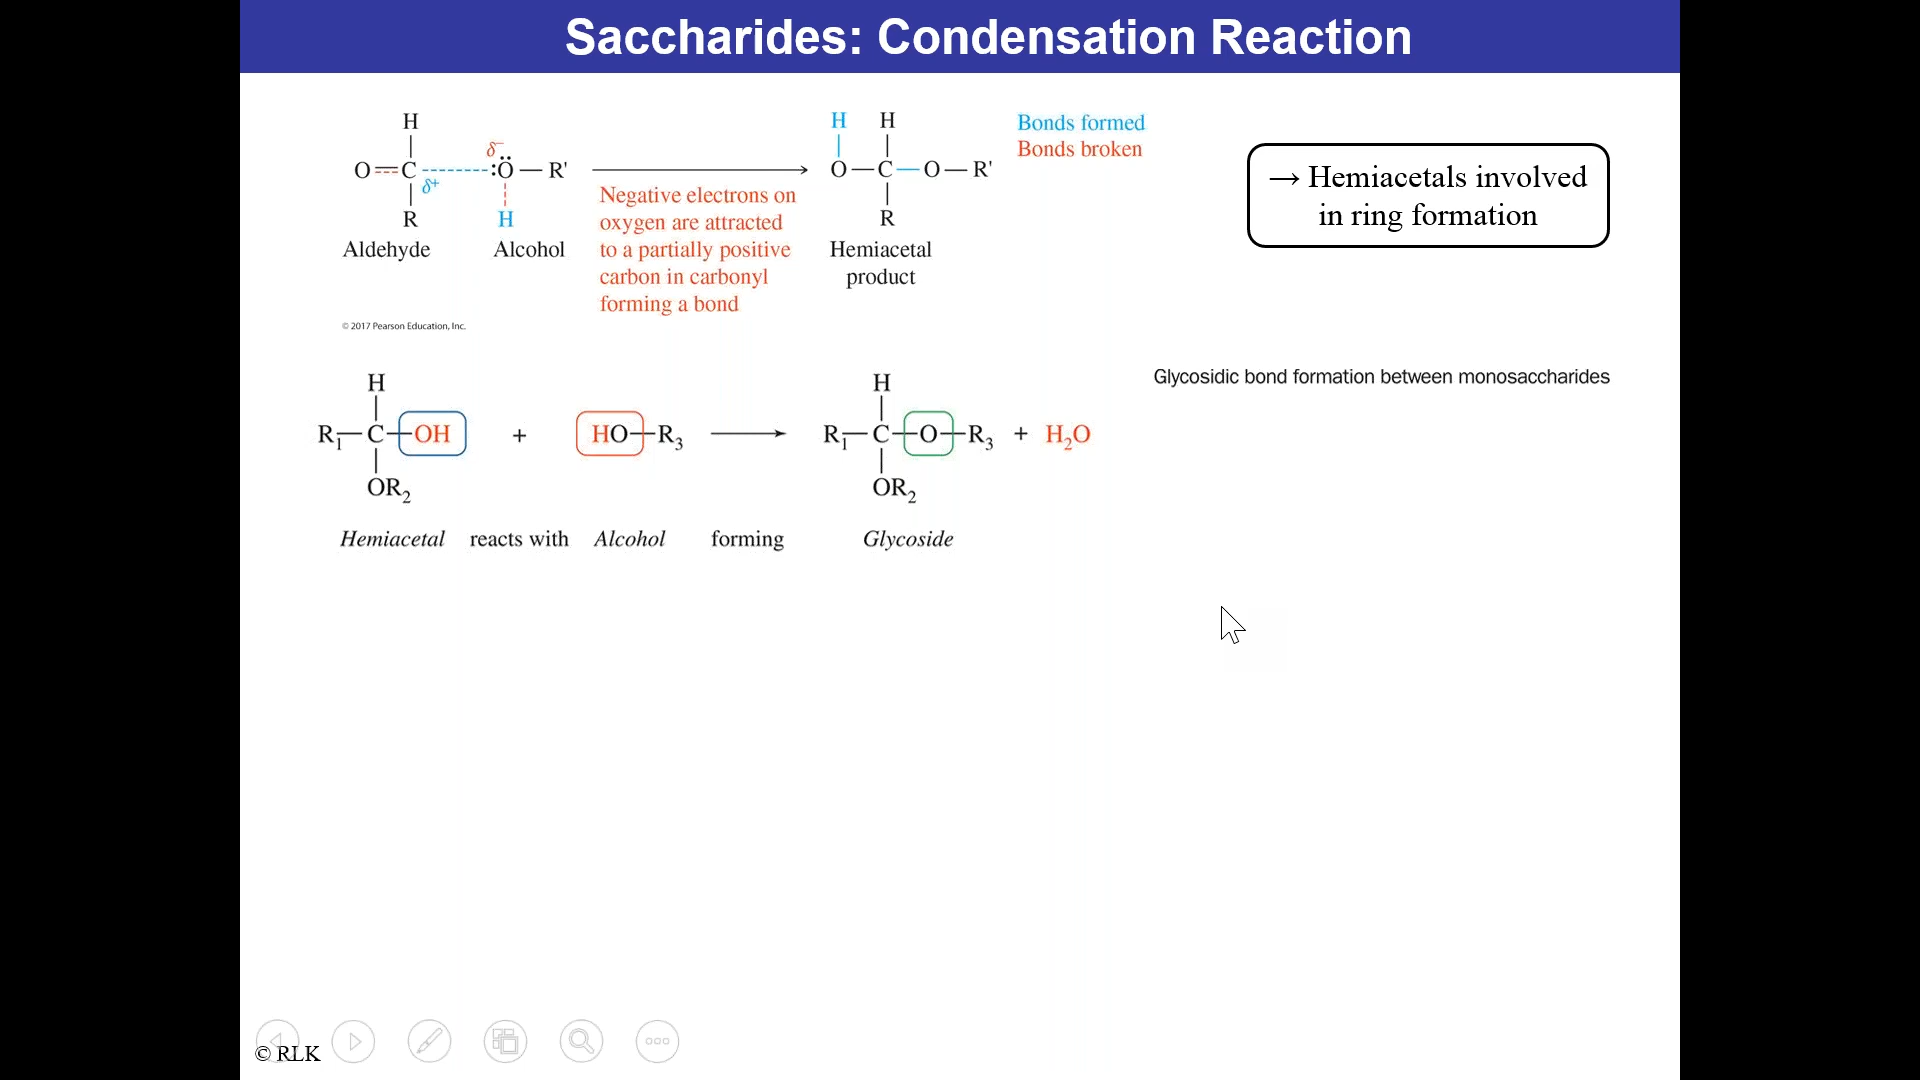 Saccharides: Condensation Reaction
H
O C :Ö — R'
δ⁻
δ⁺
R H
Aldehyde Alcohol
Negative electrons on
oxygen are attracted
to a partially positive
carbon in carbonyl
forming a bond
H H
O — C — O — R'
R
Hemiacetal
product
Bonds formed
Bonds broken
→ Hemiacetals involved
in ring formation
© 2017 Pearson Education, Inc.
Glycosidic bond formation between monosaccharides
H H
R₁—C—OH + HO—R₃ ⟶ R₁—C—O—R₃ + H₂O
OR₂ OR₂
Hemiacetal reacts with Alcohol forming Glycoside
© RLK